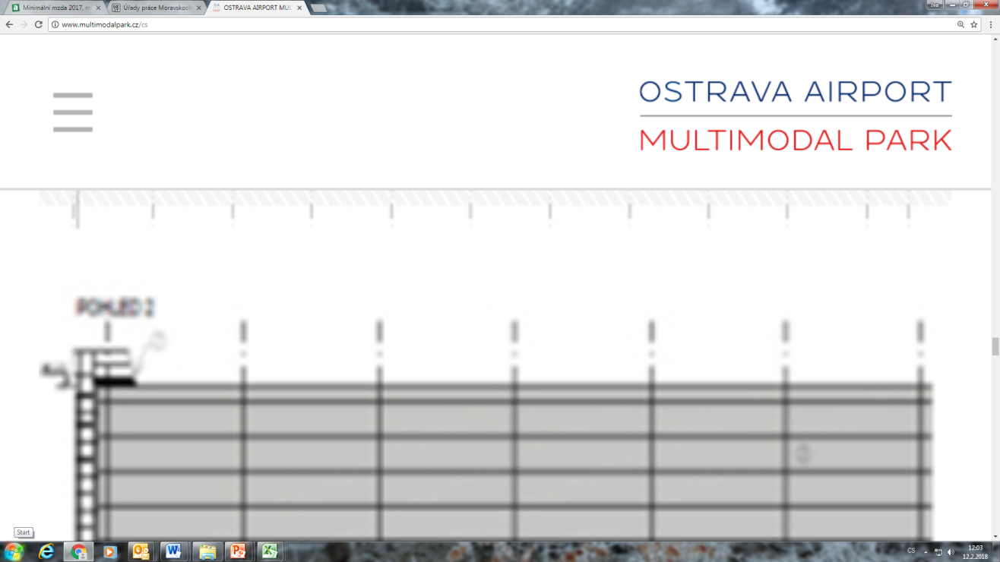 Minimální mzda 2017, m
Úřady práce Moravskosl
OSTRAVA AIRPORT MUL
Iva
www.multimodalpark.cz/cs
OSTRAVA AIRPORT
MULTIMODAL PARK
POHLED 2
Start
CS
12:03
12.2.2018